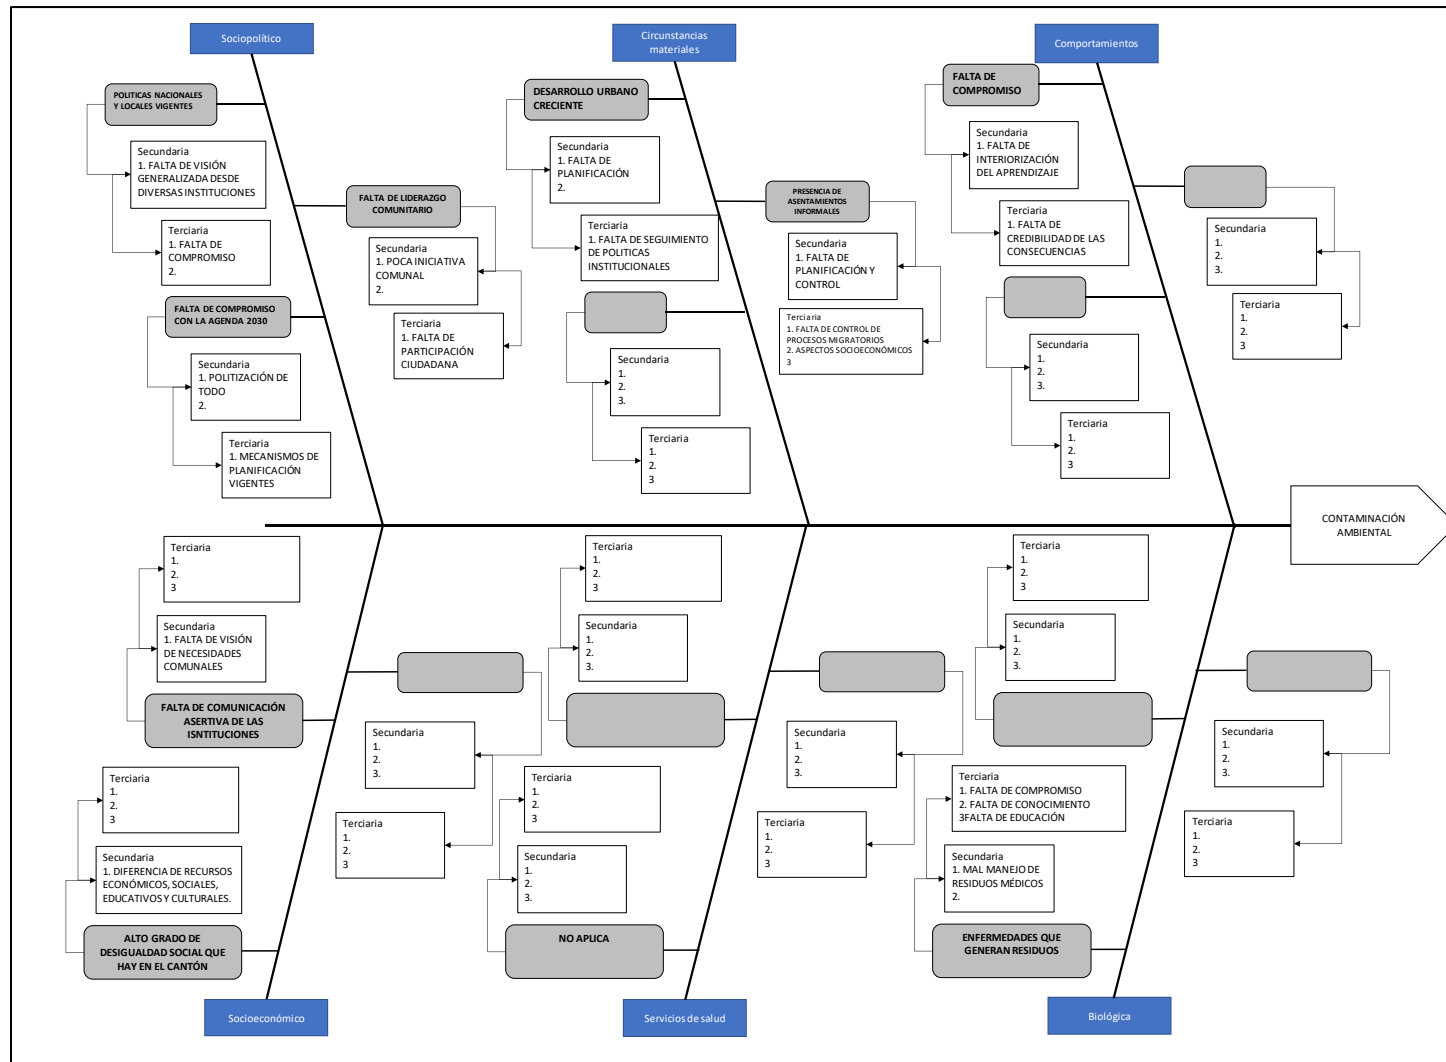 Sociopolítico
Circunstancias
materiales
Comportamientos
POLITICAS NACIONALES
Y LOCALES VIGENTES
Secundaria
1. FALTA DE VISIÓN
GENERALIZADA DESDE
DIVERSAS INSTITUCIONES
Terciaria
1. FALTA DE
COMPROMISO
2.
FALTA DE LIDERAZGO
COMUNITARIO
Secundaria
1. POCA INICIATIVA
COMUNAL
2.
Terciaria
1. FALTA DE
PARTICIPACIÓN
CIUDADANA
FALTA DE COMPROMISO
CON LA AGENDA 2030
Secundaria
1. POLITIZACIÓN DE
TODO
2.
Terciaria
1. MECANISMOS DE
PLANIFICACIÓN
VIGENTES
DESARROLLO URBANO
CRECIENTE
Secundaria
1. FALTA DE
PLANIFICACIÓN
2.
Terciaria
1. FALTA DE SEGUIMIENTO
DE POLITICAS
INSTITUCIONALES
PRESENCIA DE
ASENTAMIENTOS
INFORMALES
Secundaria
1. FALTA DE
PLANIFICACIÓN Y
CONTROL
Terciaria
1. FALTA DE CONTROL DE
PROCESOS MIGRATORIOS
2. ASPECTOS SOCIOECONÓMICOS
3
Secundaria
1.
2.
3.
Terciaria
1.
2.
3
FALTA DE
COMPROMISO
Secundaria
1. FALTA DE
INTERIORIZACIÓN
DEL APRENDIZAJE
Terciaria
1. FALTA DE
CREDIBILIDAD DE LAS
CONSECUENCIAS
Secundaria
1.
2.
3.
Terciaria
1.
2.
3
Secundaria
1.
2.
3.
Terciaria
1.
2.
3
CONTAMINACIÓN
AMBIENTAL
Terciaria
1.
2.
3
Secundaria
1. FALTA DE VISIÓN
DE NECESIDADES
COMUNALES
FALTA DE COMUNICACIÓN
ASERTIVA DE LAS
ISNTITUCIONES
Secundaria
1.
2.
3.
Terciaria
1.
2.
3
Terciaria
1.
2.
3
Secundaria
1. DIFERENCIA DE RECURSOS
ECONÓMICOS, SOCIALES,
EDUCATIVOS Y CULTURALES.
ALTO GRADO DE
DESIGUALDAD SOCIAL QUE
HAY EN EL CANTÓN
Terciaria
1.
2.
3
Secundaria
1.
2.
3.
Secundaria
1.
2.
3.
Terciaria
1.
2.
3
Terciaria
1.
2.
3
Secundaria
1.
2.
3.
NO APLICA
Terciaria
1.
2.
3
Secundaria
1.
2.
3.
Secundaria
1.
2.
3.
Terciaria
1.
2.
3
Terciaria
1. FALTA DE COMPROMISO
2. FALTA DE CONOCIMIENTO
3FALTA DE EDUCACIÓN
Secundaria
1. MAL MANEJO DE
RESIDUOS MÉDICOS
2.
ENFERMEDADES QUE
GENERAN RESIDUOS
Socioeconómico
Servicios de salud
Biológica